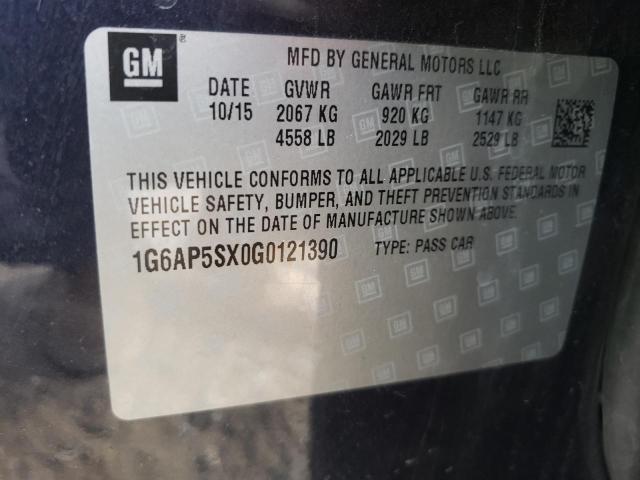 GM ®
MFD BY GENERAL MOTORS LLC
DATE GVWR GAWR FRT GAWR RR
10/15 2067 KG 920 KG 1147 KG
4558 LB 2029 LB 2529 LB
THIS VEHICLE CONFORMS TO ALL APPLICABLE U.S. FEDERAL MOTOR
VEHICLE SAFETY, BUMPER, AND THEFT PREVENTION STANDARDS IN
EFFECT ON THE DATE OF MANUFACTURE SHOWN ABOVE.
1G6AP5SX0G0121390 TYPE: PASS CAR